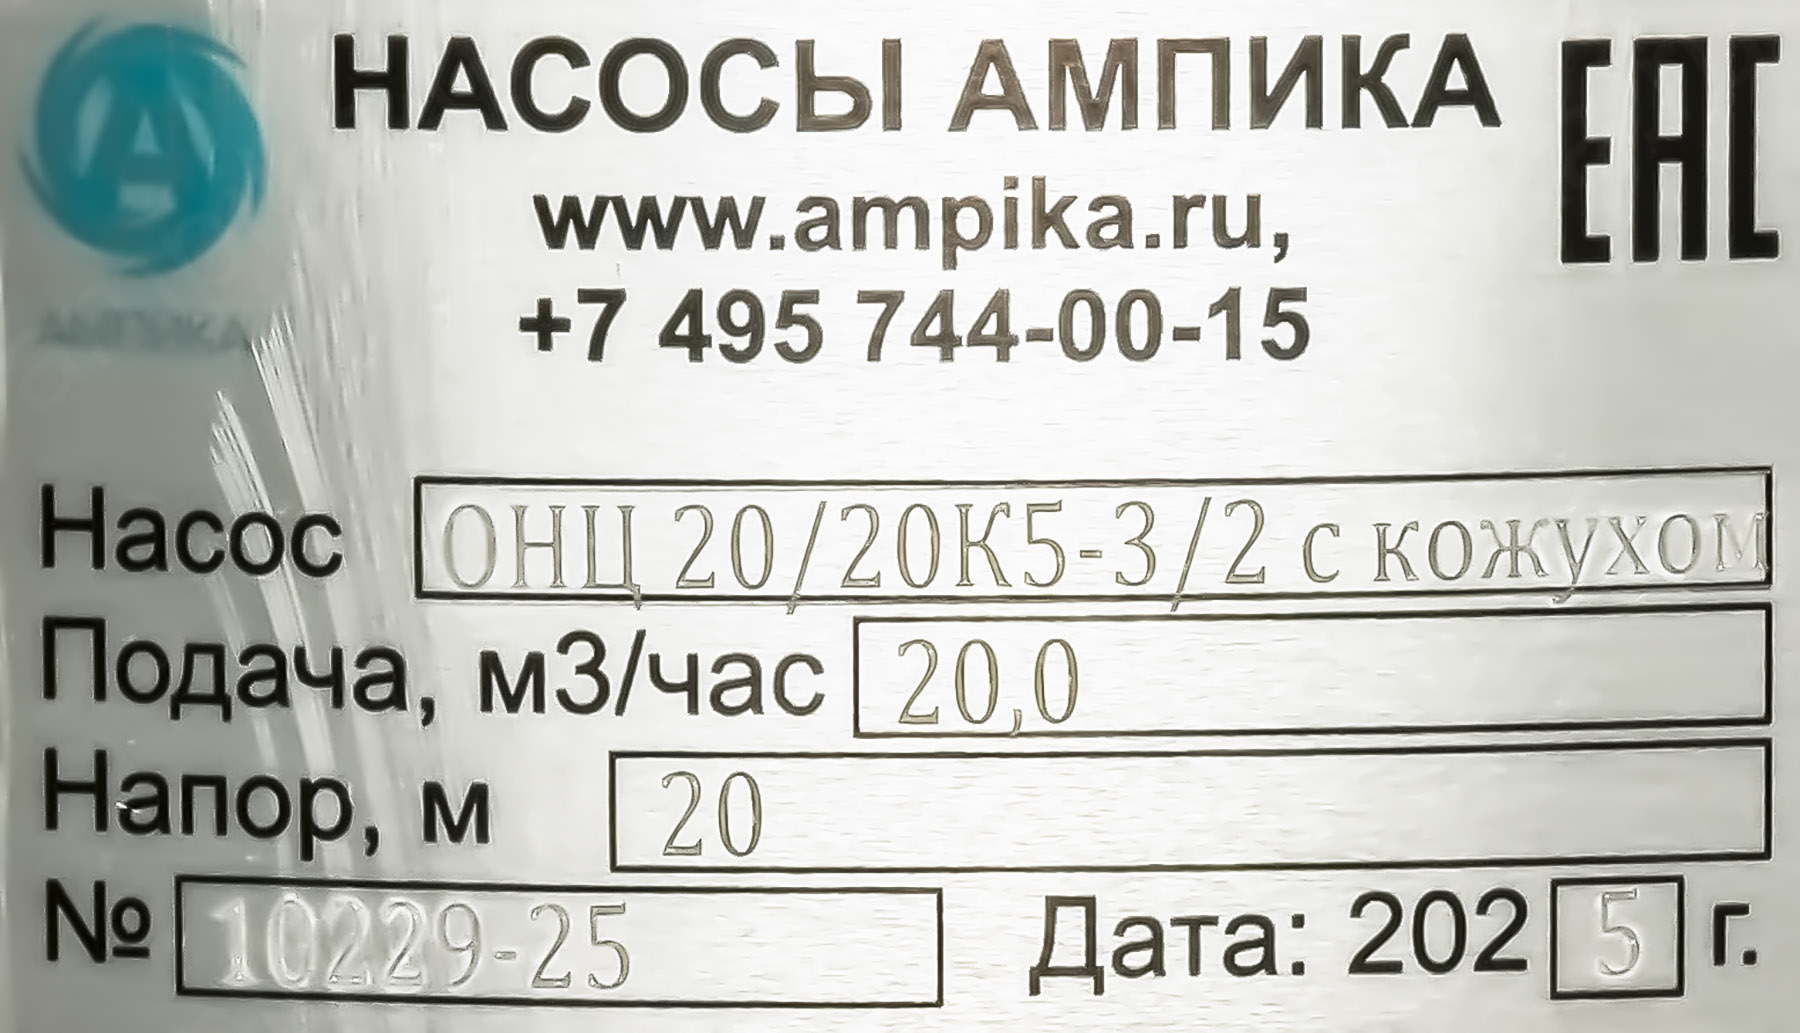 НАСОСЫ АМПИКА
EAC
www.ampika.ru,
+7 495 744-00-15
АМПИКА
Насос ОНЦ 20/20К5-3/2 с кожухом
Подача, м3/час 20,0
Напор, м 20
№ 10229-25 Дата: 2025 г.